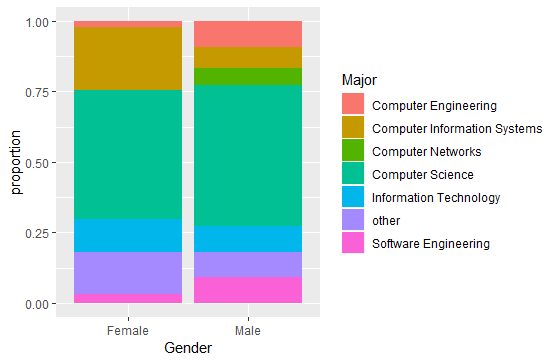 1.00
0.75
0.50
0.25
0.00
proportion
Female
Male
Gender
Major
Computer Engineering
Computer Information Systems
Computer Networks
Computer Science
Information Technology
other
Software Engineering